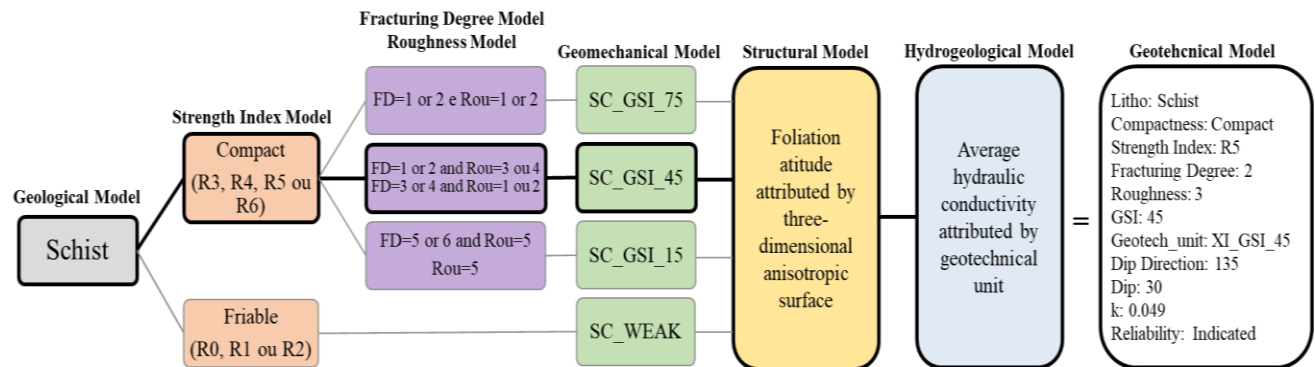 Fracturing Degree Model
Roughness Model
Geomechanical Model
Structural Model
Hydrogeological Model
Geotehcnical Model
Strength Index Model
Geological Model
Schist
Compact
(R3, R4, R5 ou
R6)
Friable
(R0, R1 ou R2)
FD=1 or 2 e Rou=1 or 2
FD=1 or 2 and Rou=3 ou 4
FD=3 or 4 and Rou=1 ou 2
FD=5 or 6 and Rou=5
Rou=5
SC_GSI_75
SC_GSI_45
SC_GSI_15
SC_WEAK
Foliation
atitude
attributed by
three-
dimensional
anisotropic
surface
Average
hydraulic
conductivity
attributed by
geotechnical
unit
=
Litho: Schist
Compactness: Compact
Strength Index: R5
Fracturing Degree: 2
Roughness: 3
GSI: 45
Geotech_unit: XI_GSI_45
Dip Direction: 135
Dip: 30
k: 0.049
Reliability: Indicated